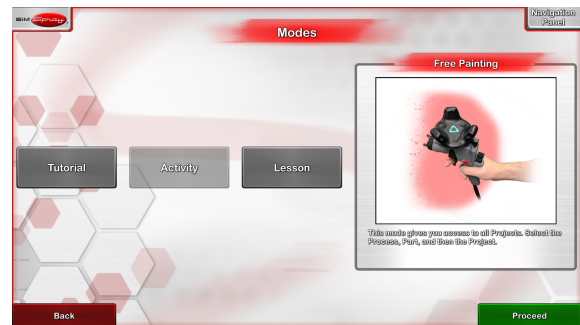 SIM Spray
Navigation
Panel
Modes
Free Painting
Tutorial
Activity
Lesson
This mode gives you access to all Projects. Select the
Process, Part, and then the Project.
Back
Proceed